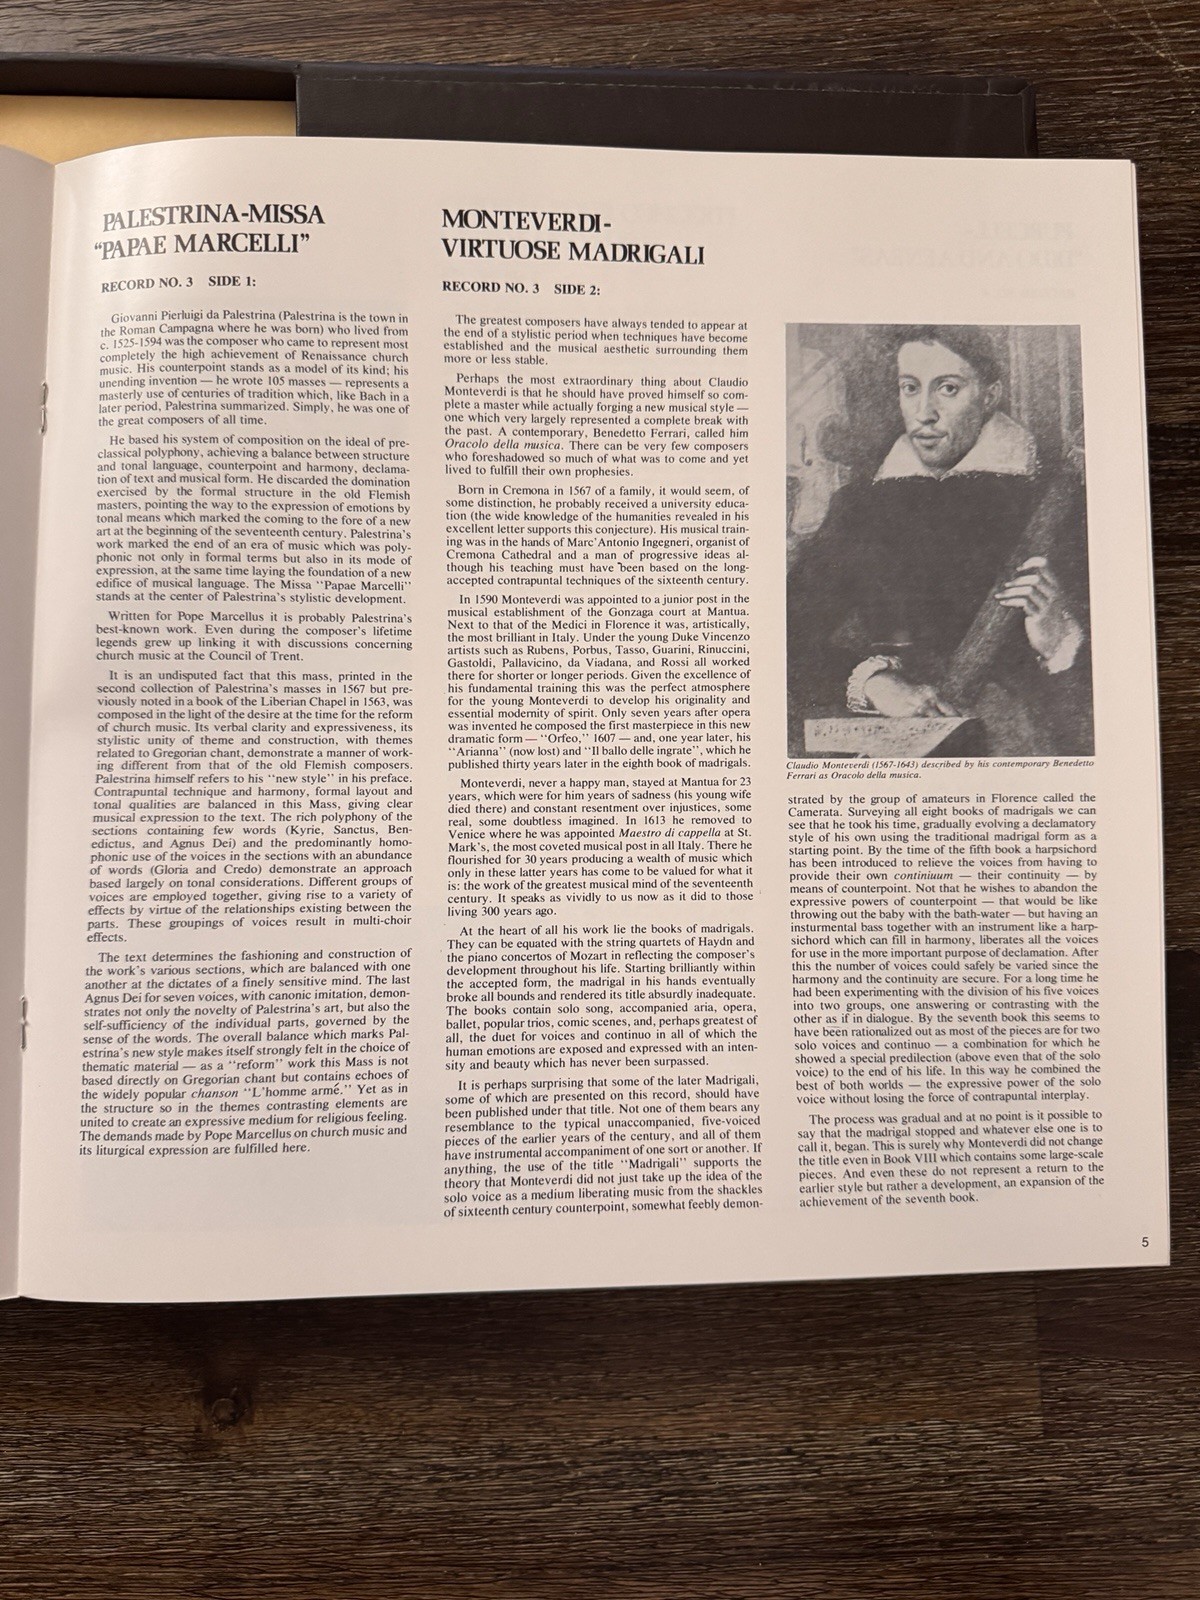 PALESTRINA-MISSA
"PAPAE MARCELLI"
RECORD NO. 3 SIDE 1:
Giovanni Pierluigi da Palestrina (Palestrina is the town in
the Roman Campagna where he was born) who lived from
c. 1525-1594 was the composer who came to represent most
completely the high achievement of Renaissance church
music. His counterpoint stands as a model of its kind; his
unending invention — he wrote 105 masses — represents a
masterly use of centuries of tradition which, like Bach in a
later period, Palestrina summarized. Simply, he was one of
the great composers of all time.
He based his system of composition on the ideal of pre-
classical polyphony, achieving a balance between structure
and tonal language, counterpoint and harmony, declama-
tion of text and musical form. He discarded the domination
exercised by the formal structure in the old Flemish
masters, pointing the way to the expression of emotions by
tonal means which marked the coming to the fore of a new
art at the beginning of the seventeenth century. Palestrina's
work marked the end of an era of music which was poly-
phonic not only in formal terms but also in its mode of
expression, at the same time laying the foundation of a new
edifice of musical language. The Missa "Papae Marcelli"
stands at the center of Palestrina's stylistic development.
Written for Pope Marcellus it is probably Palestrina's
best-known work. Even during the composer's lifetime
legends grew up linking it with discussions concerning
church music at the Council of Trent.
It is an undisputed fact that this mass, printed in the
second collection of Palestrina's masses in 1567 but pre-
viously noted in a book of the Liberian Chapel in 1563, was
composed in the light of the desire at the time for the reform
of church music. Its verbal clarity and expressiveness, its
stylistic unity of theme and construction, with themes
related to Gregorian chant, demonstrate a manner of work-
ing different from that of the old Flemish composers.
Palestrina himself refers to his "new style" in his preface.
Contrapuntal technique and harmony, formal layout and
tonal qualities are balanced in this Mass, giving clear
musical expression to the text. The rich polyphony of the
sections containing few words (Kyrie, Sanctus, Ben-
edictus, and Agnus Dei) and the predominantly homo-
phonic use of the voices in the sections with an abundance
of words (Gloria and Credo) demonstrate an approach
based largely on tonal considerations. Different groups of
voices are employed together, giving rise to a variety of
effects by virtue of the relationships existing between the
parts. These groupings of voices result in multi-choir
effects.
The text determines the fashioning and construction of
the work's various sections, which are balanced with one
another at the dictates of a finely sensitive mind. The last
Agnus Dei for seven voices, with canonic imitation, demon-
strates not only the novelty of Palestrina's art, but also the
self-sufficiency of the individual parts, governed by the
sense of the words. The overall balance which marks Pal-
estrina's new style makes itself strongly felt in the choice of
thematic material — as a "reform" work this Mass is not
based directly on Gregorian chant but contains echoes of
the widely popular chanson "L'homme armé." Yet as in
the structure so in the themes contrasting elements are
united to create an expressive medium for religious feeling.
The demands made by Pope Marcellus on church music and
its liturgical expression are fulfilled here.
MONTEVERDI-
VIRTUOSE MADRIGALI
RECORD NO. 3 SIDE 2:
The greatest composers have always tended to appear at
the end of a stylistic period when techniques have become
established and the musical aesthetic surrounding them
more or less stable.
Perhaps the most extraordinary thing about Claudio
Monteverdi is that he should have proved himself so com-
plete a master while actually forging a new musical style —
one which very largely represented a complete break with
the past. A contemporary, Benedetto Ferrari, called him
Oracolo della musica. There can be very few composers
who foreshadowed so much of what was to come and yet
lived to fulfill their own prophesies.
Born in Cremona in 1567 of a family, it would seem, of
some distinction, he probably received a university educa-
tion (the wide knowledge of the humanities revealed in his
excellent letter supports this conjecture). His musical train-
ing was in the hands of Marc'Antonio Ingegneri, organist of
Cremona Cathedral and a man of progressive ideas al-
though his teaching must have been based on the long-
accepted contrapuntal techniques of the sixteenth century.
In 1590 Monteverdi was appointed to a junior post in the
musical establishment of the Gonzaga court at Mantua.
Next to that of the Medici in Florence it was, artistically,
the most brilliant in Italy. Under the young Duke Vincenzo
artists such as Rubens, Porbus, Tasso, Guarini, Rinuccini,
Gastoldi, Pallavicino, da Viadana, and Rossi all worked
there for shorter or longer periods. Given the excellence of
his fundamental training this was the perfect atmosphere
for the young Monteverdi to develop his originality and
essential modernity of spirit. Only seven years after opera
was invented he composed the first masterpiece in this new
dramatic form — "Orfeo," 1607 — and, one year later, his
"Arianna" (now lost) and "Il ballo delle ingrate", which he
published thirty years later in the eighth book of madrigals.
Monteverdi, never a happy man, stayed at Mantua for 23
years, which were for him years of sadness (his young wife
died there) and constant resentment over injustices, some
real, some doubtless imagined. In 1613 he removed to
Venice where he was appointed Maestro di cappella at St.
Mark's, the most coveted musical post in all Italy. There he
flourished for 30 years producing a wealth of music which
only in these latter years has come to be valued for what it
is: the work of the greatest musical mind of the seventeenth
century. It speaks as vividly to us now as it did to those
living 300 years ago.
At the heart of all his work lie the books of madrigals.
They can be equated with the string quartets of Haydn and
the piano concertos of Mozart in reflecting the composer's
development throughout his life. Starting brilliantly within
the accepted form, the madrigal in his hands eventually
broke all bounds and rendered its title absurdly inadequate.
The books contain solo song, accompanied aria, opera,
ballet, popular trios, comic scenes, and, perhaps greatest of
all, the duet for voices and continuo in all of which the
human emotions are exposed and expressed with an inten-
sity and beauty which has never been surpassed.
It is perhaps surprising that some of the later Madrigali,
some of which are presented on this record, should have
been published under that title. Not one of them bears any
resemblance to the typical unaccompanied, five-voiced
pieces of the earlier years of the century, and all of them
have instrumental accompaniment of one sort or another. If
anything, the use of the title "Madrigali" supports the
theory that Monteverdi did not just take up the idea of the
solo voice as a medium liberating music from the shackles
of sixteenth century counterpoint, somewhat feebly demon-
Claudio Monteverdi (1567-1643) described by his contemporary Benedetto
Ferrari as Oracolo della musica.
strated by the group of amateurs in Florence called the
Camerata. Surveying all eight books of madrigals we can
see that he took his time, gradually evolving a declamatory
style of his own using the traditional madrigal form as a
starting point. By the time of the fifth book a harpsichord
has been introduced to relieve the voices from having to
provide their own continuum — their continuity — by
means of counterpoint. Not that he wishes to abandon the
expressive powers of counterpoint — that would be like
throwing out the baby with the bath-water — but having an
insturmental bass together with an instrument like a harp-
sichord which can fill in harmony, liberates all the voices
for use in the more important purpose of declamation. After
this the number of voices could safely be varied since the
harmony and the continuity are secure. For a long time he
had been experimenting with the division of his five voices
into two groups, one answering or contrasting with the
other as if in dialogue. By the seventh book this seems to
have been rationalized out as most of the pieces are for two
solo voices and continuo — a combination for which he
showed a special predilection (above even that of the solo
voice) to the end of his life. In this way he combined the
best of both worlds — the expressive power of the solo
voice without losing the force of contrapuntal interplay.
The process was gradual and at no point is it possible to
say that the madrigal stopped and whatever else one is to
call it, began. This is surely why Monteverdi did not change
the title even in Book VIII which contains some large-scale
pieces. And even these do not represent a return to the
earlier style but rather a development, an expansion of the
achievement of the seventh book.
5